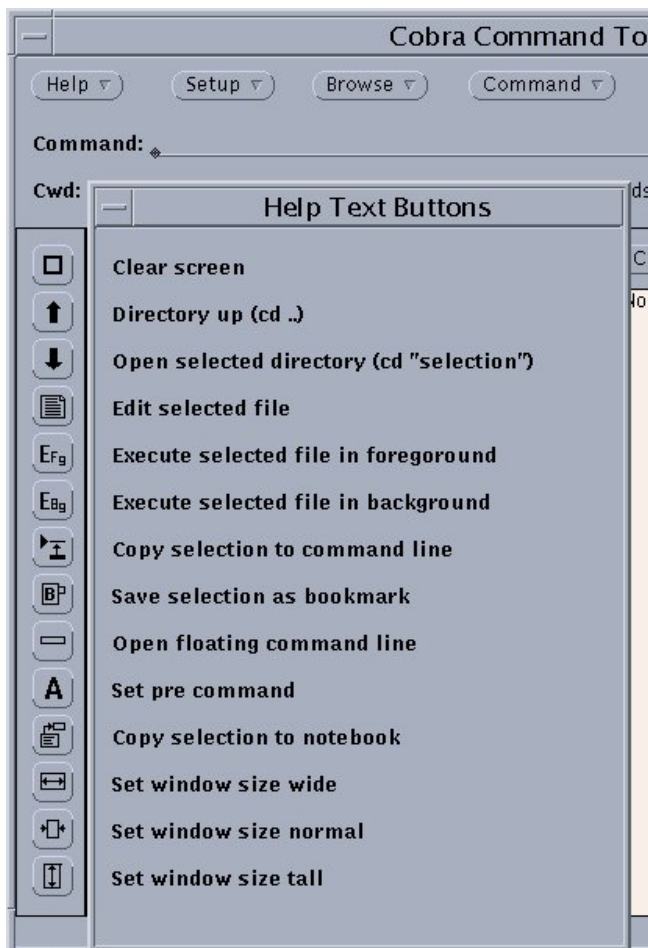 Cobra Command To
Help Setup Browse Command
Command:
Cwd:
ds
Help Text Buttons
C
Clear screen
Directory up (cd ..)
Open selected directory (cd "selection")
Edit selected file
EFg Execute selected file in foregoround
EBg Execute selected file in background
Copy selection to command line
B Save selection as bookmark
Open floating command line
A Set pre command
Copy selection to notebook
Set window size wide
Set window size normal
Set window size tall